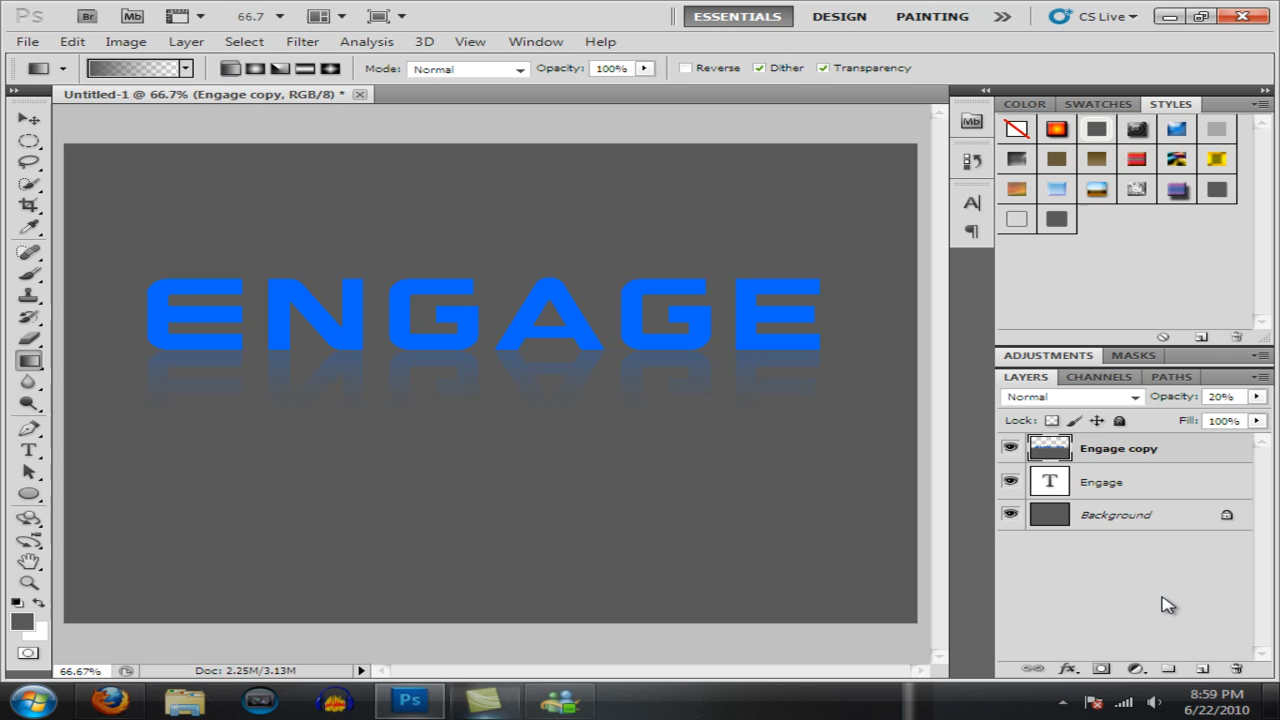 Ps Br Mb 66.7 ESSENTIALS DESIGN PAINTING CS Live
File Edit Image Layer Select Filter Analysis 3D View Window Help
Mode: Normal Opacity: 100% Reverse Dither Transparency
Untitled-1 @ 66.7% (Engage copy, RGB/8) *
COLOR SWATCHES STYLES
Mb
A
ENGAGE
ADJUSTMENTS MASKS
LAYERS CHANNELS PATHS
Normal Opacity: 20%
Lock: Fill: 100%
Engage copy
T Engage
Background
T
fx
66.67% Doc: 2.25M/3.13M
Ps
8:59 PM
6/22/2010